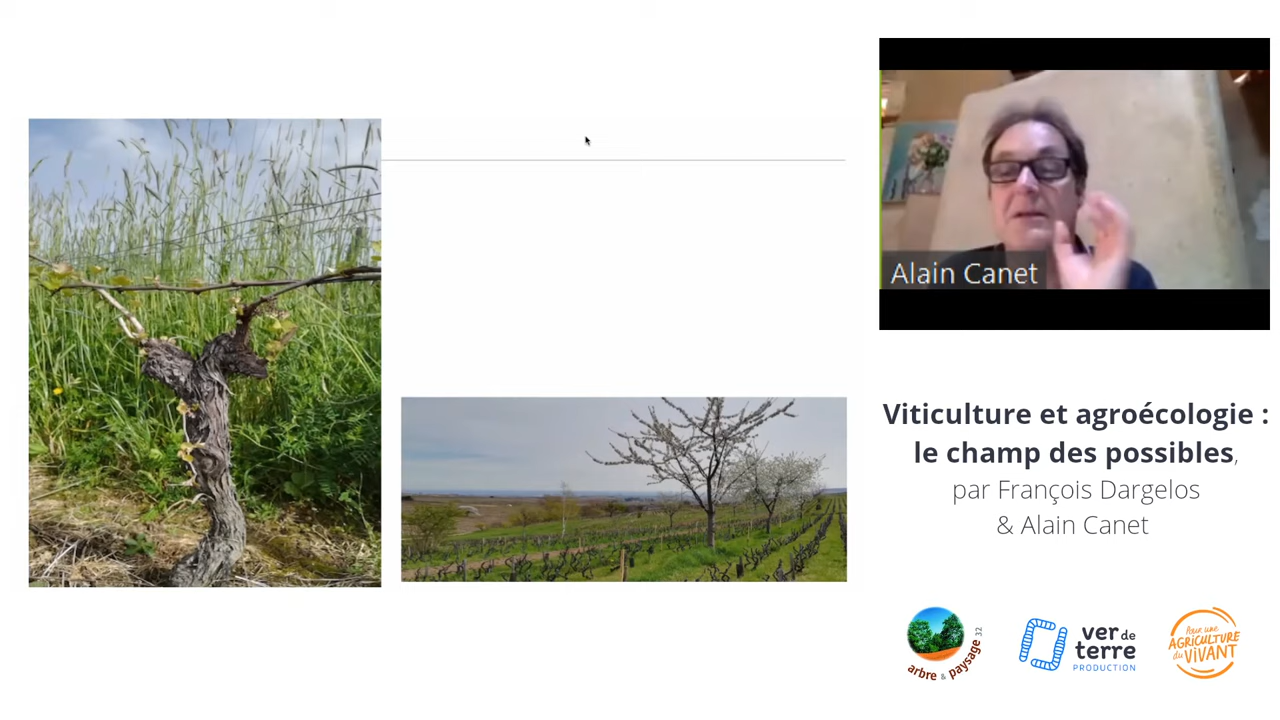 Alain Canet
Viticulture et agroécologie :
le champ des possibles,
par François Dargelos
& Alain Canet
arbre & paysage 32
ver de
terre
PRODUCTION
Pour une
AGRICULTURE
du VIVANT